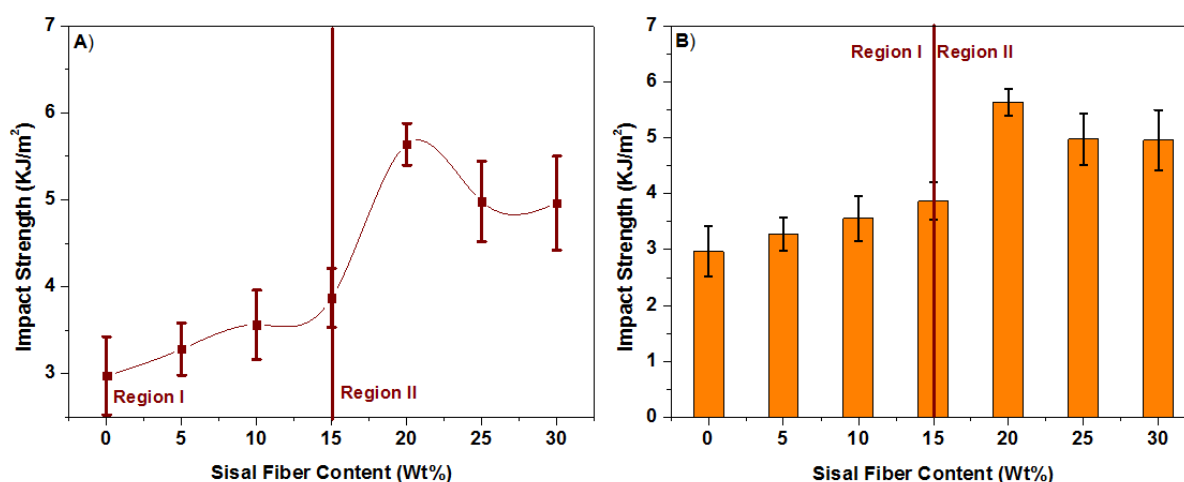 A)
7
6
5
4
3
Impact Strength (KJ/m²)
Region I
Region II
0 5 10 15 20 25 30
Sisal Fiber Content (Wt%)
B)
Region I Region II
7
6
5
4
3
2
1
0
Impact Strength (KJ/m²)
0 5 10 15 20 25 30
Sisal Fiber Content (Wt%)